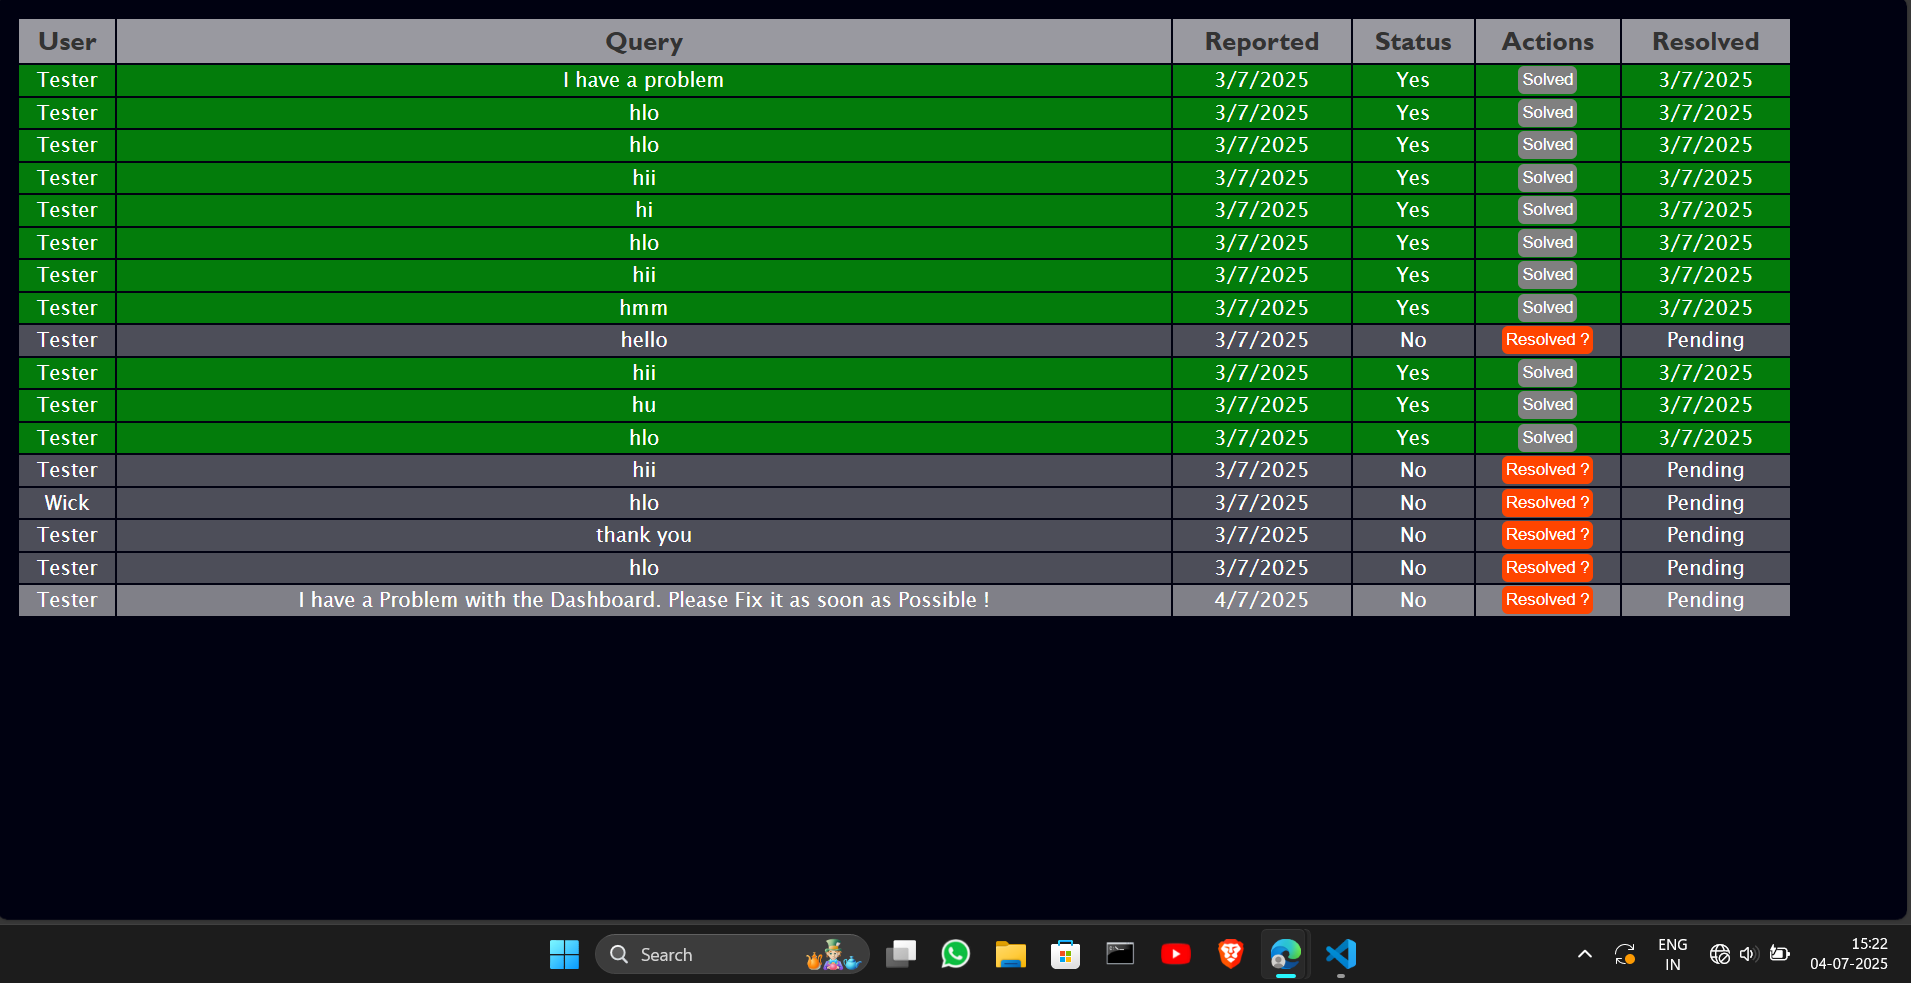 User Query Reported Status Actions Resolved
Tester I have a problem 3/7/2025 Yes Solved 3/7/2025
Tester hlo 3/7/2025 Yes Solved 3/7/2025
Tester hlo 3/7/2025 Yes Solved 3/7/2025
Tester hii 3/7/2025 Yes Solved 3/7/2025
Tester hi 3/7/2025 Yes Solved 3/7/2025
Tester hlo 3/7/2025 Yes Solved 3/7/2025
Tester hii 3/7/2025 Yes Solved 3/7/2025
Tester hmm 3/7/2025 Yes Solved 3/7/2025
Tester hello 3/7/2025 No Resolved ? Pending
Tester hii 3/7/2025 Yes Solved 3/7/2025
Tester hu 3/7/2025 Yes Solved 3/7/2025
Tester hlo 3/7/2025 Yes Solved 3/7/2025
Tester hii 3/7/2025 No Resolved ? Pending
Wick hlo 3/7/2025 No Resolved ? Pending
Tester thank you 3/7/2025 No Resolved ? Pending
Tester hlo 3/7/2025 No Resolved ? Pending
Tester I have a Problem with the Dashboard. Please Fix it as soon as Possible ! 4/7/2025 No Resolved ? Pending
Search ENG 15:22
IN 04-07-2025